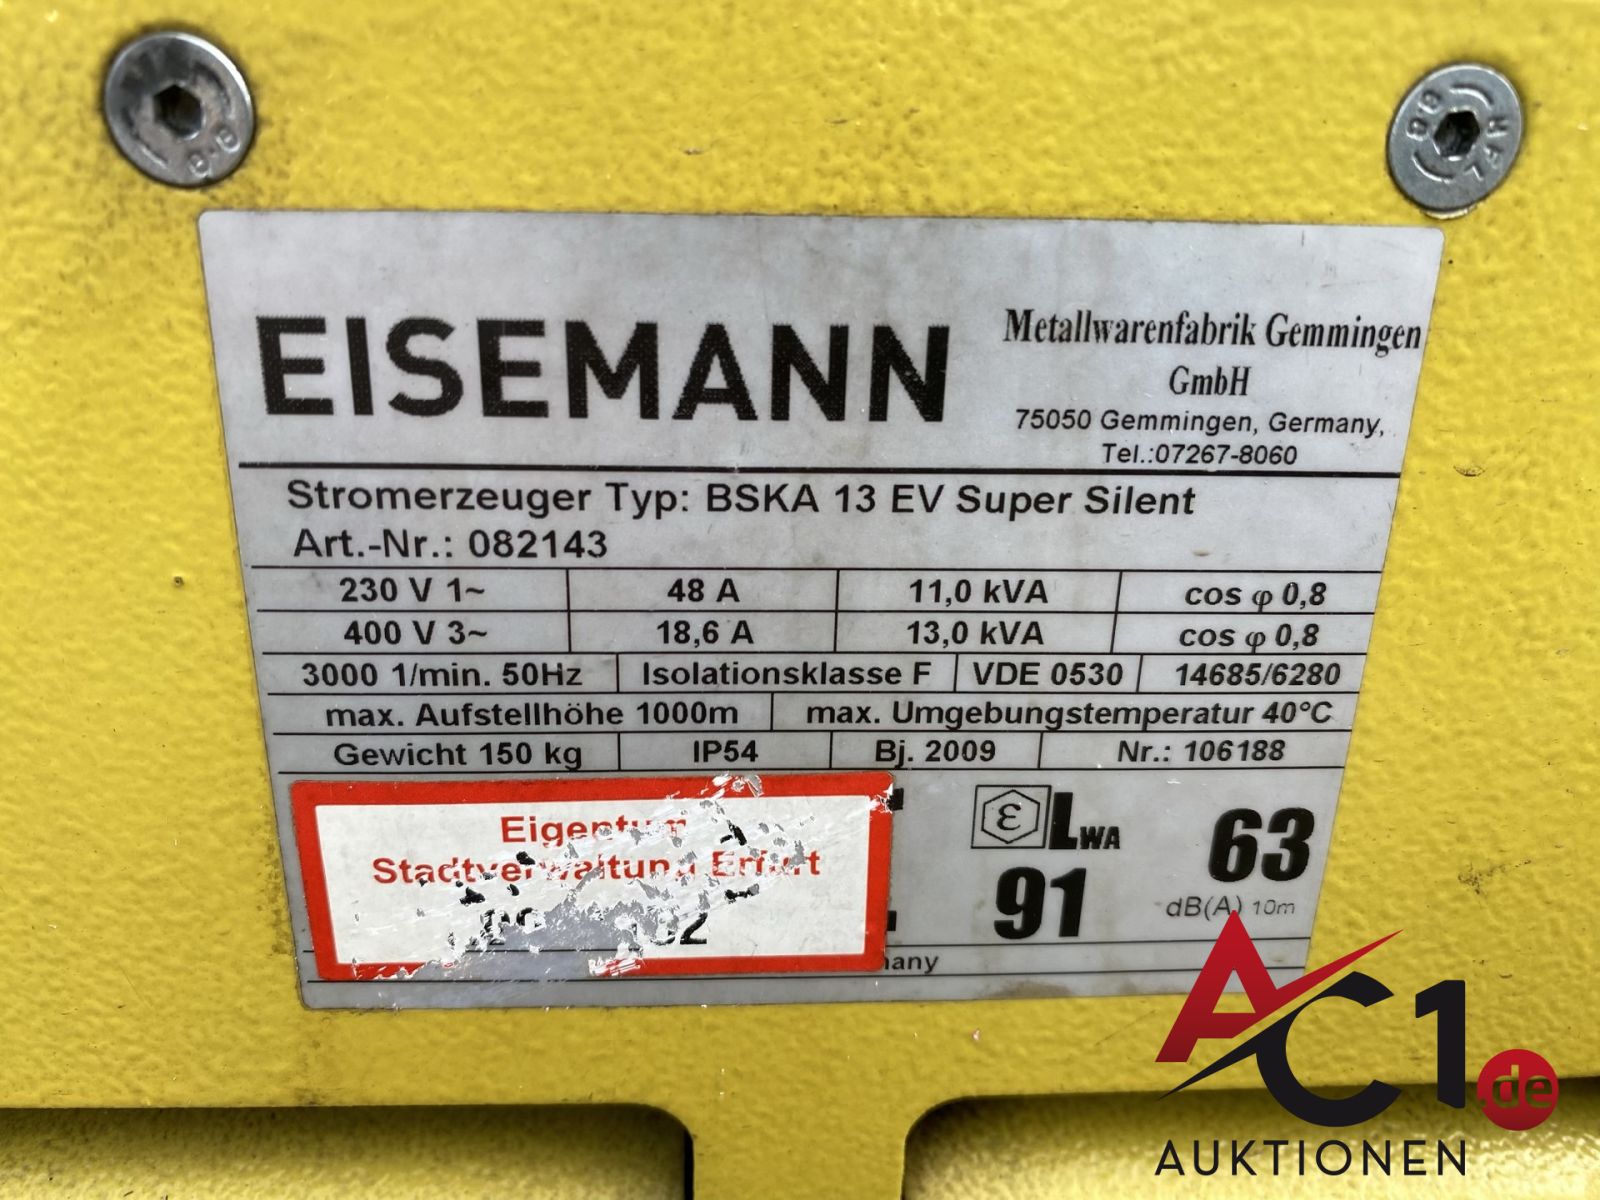 EISEMANN
Metallwarenfabrik Gemmingen
GmbH
75050 Gemmingen, Germany,
Tel.:07267-8060
Stromerzeuger Typ: BSKA 13 EV Super Silent
Art.-Nr.: 082143
230 V 1~ 48 A 11,0 kVA cos φ 0,8
400 V 3~ 18,6 A 13,0 kVA cos φ 0,8
3000 1/min. 50Hz Isolationsklasse F VDE 0530 14685/6280
max. Aufstellhöhe 1000m max. Umgebungstemperatur 40°C
Gewicht 150 kg IP54 Bj. 2009 Nr.: 106188
Eigentum
Stadtverwaltung Erfurt
ε LWA
91
63
dB(A) 10m
AC1.de
AUKTIONEN